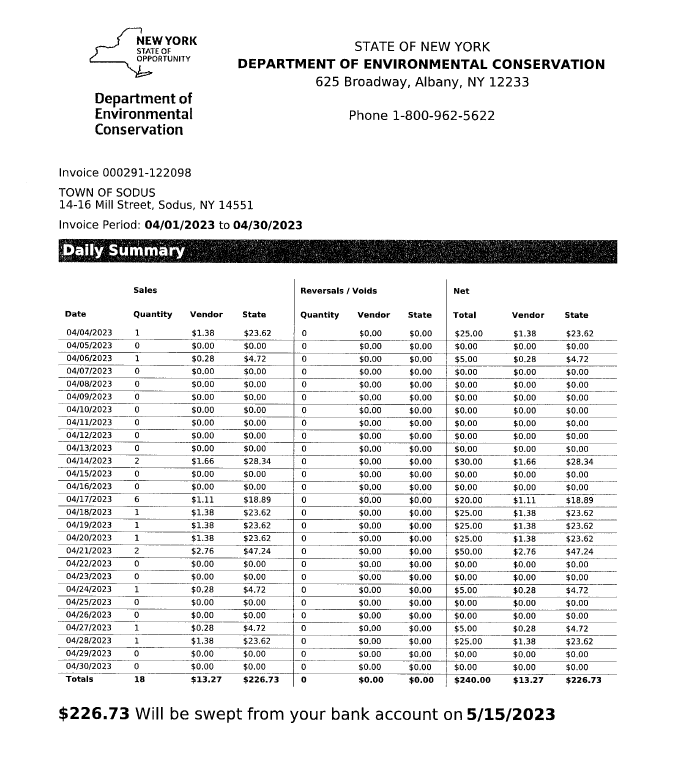 NEW YORK
STATE OF
OPPORTUNITY
Department of
Environmental
Conservation
STATE OF NEW YORK
DEPARTMENT OF ENVIRONMENTAL CONSERVATION
625 Broadway, Albany, NY 12233
Phone 1-800-962-5622
Invoice 000291-122098
TOWN OF SODUS
14-16 Mill Street, Sodus, NY 14551
Invoice Period: 04/01/2023 to 04/30/2023
Daily Summary
Sales Reversals / Voids Net
Date Quantity Vendor State Quantity Vendor State Total Vendor State
04/04/2023 1 $1.38 $23.62 0 $0.00 $0.00 $25.00 $1.38 $23.62
04/05/2023 0 $0.00 $0.00 0 $0.00 $0.00 $0.00 $0.00 $0.00
04/06/2023 1 $0.28 $4.72 0 $0.00 $0.00 $5.00 $0.28 $4.72
04/07/2023 0 $0.00 $0.00 0 $0.00 $0.00 $0.00 $0.00 $0.00
04/08/2023 0 $0.00 $0.00 0 $0.00 $0.00 $0.00 $0.00 $0.00
04/09/2023 0 $0.00 $0.00 0 $0.00 $0.00 $0.00 $0.00 $0.00
04/10/2023 0 $0.00 $0.00 0 $0.00 $0.00 $0.00 $0.00 $0.00
04/11/2023 0 $0.00 $0.00 0 $0.00 $0.00 $0.00 $0.00 $0.00
04/12/2023 0 $0.00 $0.00 0 $0.00 $0.00 $0.00 $0.00 $0.00
04/13/2023 0 $0.00 $0.00 0 $0.00 $0.00 $0.00 $0.00 $0.00
04/14/2023 2 $1.66 $28.34 0 $0.00 $0.00 $30.00 $1.66 $28.34
04/15/2023 0 $0.00 $0.00 0 $0.00 $0.00 $0.00 $0.00 $0.00
04/16/2023 0 $0.00 $0.00 0 $0.00 $0.00 $0.00 $0.00 $0.00
04/17/2023 6 $1.11 $18.89 0 $0.00 $0.00 $20.00 $1.11 $18.89
04/18/2023 1 $1.38 $23.62 0 $0.00 $0.00 $25.00 $1.38 $23.62
04/19/2023 1 $1.38 $23.62 0 $0.00 $0.00 $25.00 $1.38 $23.62
04/20/2023 1 $1.38 $23.62 0 $0.00 $0.00 $25.00 $1.38 $23.62
04/21/2023 2 $2.76 $47.24 0 $0.00 $0.00 $50.00 $2.76 $47.24
04/22/2023 0 $0.00 $0.00 0 $0.00 $0.00 $0.00 $0.00 $0.00
04/23/2023 0 $0.00 $0.00 0 $0.00 $0.00 $0.00 $0.00 $0.00
04/24/2023 1 $0.28 $4.72 0 $0.00 $0.00 $5.00 $0.28 $4.72
04/25/2023 0 $0.00 $0.00 0 $0.00 $0.00 $0.00 $0.00 $0.00
04/26/2023 0 $0.00 $0.00 0 $0.00 $0.00 $0.00 $0.00 $0.00
04/27/2023 1 $0.28 $4.72 0 $0.00 $0.00 $5.00 $0.28 $4.72
04/28/2023 1 $1.38 $23.62 0 $0.00 $0.00 $25.00 $1.38 $23.62
04/29/2023 0 $0.00 $0.00 0 $0.00 $0.00 $0.00 $0.00 $0.00
04/30/2023 0 $0.00 $0.00 0 $0.00 $0.00 $0.00 $0.00 $0.00
Totals 18 $13.27 $226.73 0 $0.00 $0.00 $240.00 $13.27 $226.73
$226.73 Will be swept from your bank account on 5/15/2023